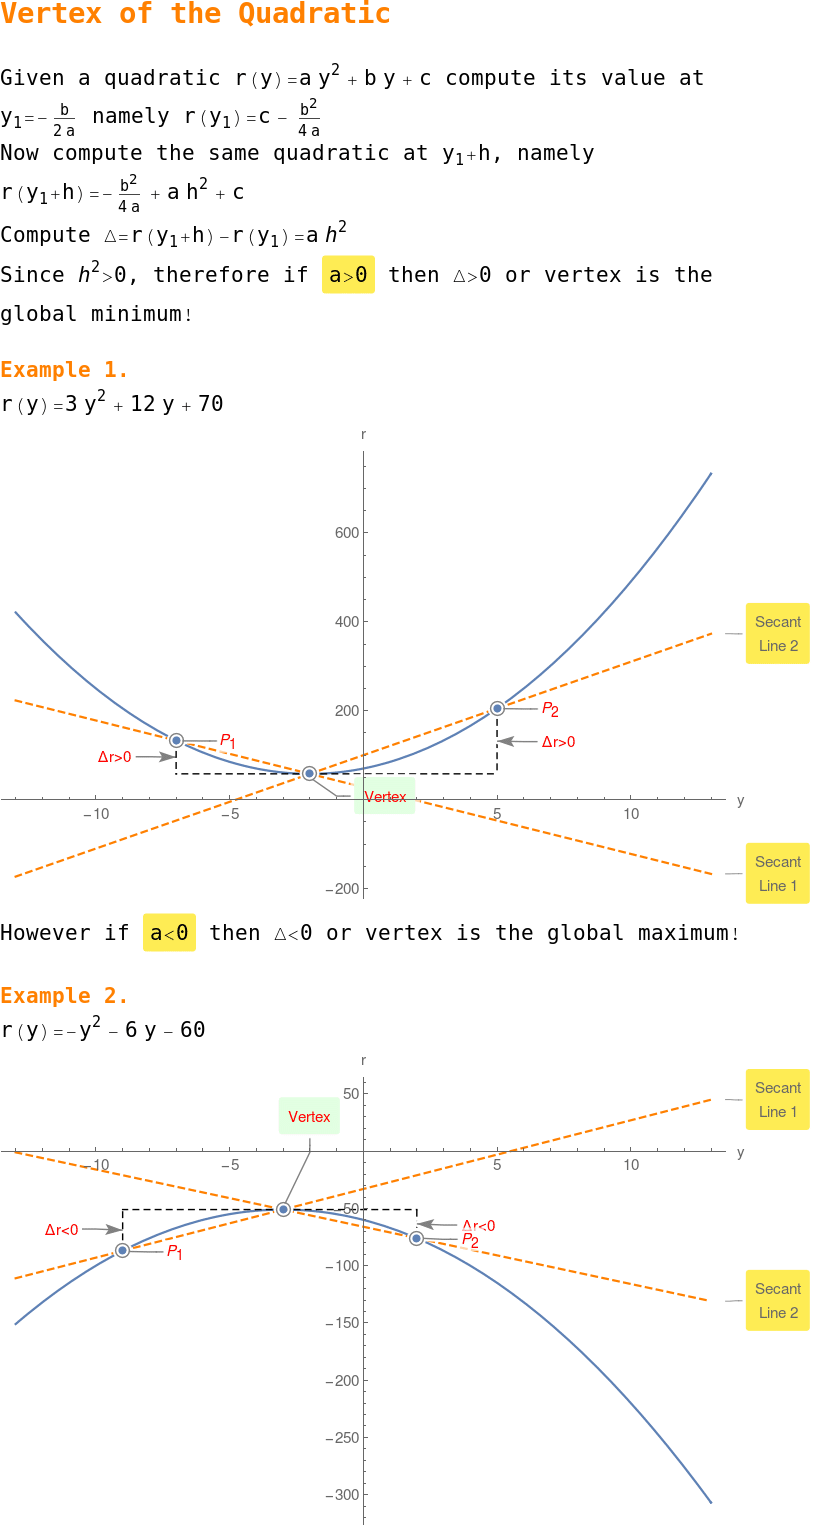 Vertex of the Quadratic
Given a quadratic r(y)=a y² + b y + c compute its value at
y₁=- b/(2 a) namely r(y₁)=c - b²/(4 a)
Now compute the same quadratic at y₁+h, namely
r(y₁+h)=- b²/(4 a) + a h² + c
Compute Δ=r(y₁+h)-r(y₁)=a h²
Since h²>0, therefore if a>0 then Δ>0 or vertex is the
global minimum!
Example 1.
r(y)=3 y² + 12 y + 70
r
600
400
Secant
Line 2
200
P₂
P₁
Δr>0
Δr>0
Vertex
y
-10
-5
5
10
Secant
Line 1
-200
However if a<0 then Δ<0 or vertex is the global maximum!
Example 2.
r(y)=-y² - 6 y - 60
r
Secant
Line 1
50
Vertex
y
-10
-5
5
10
-50
Δr<0
Δr<0
P₂
P₁
-100
Secant
Line 2
-150
-200
-250
-300